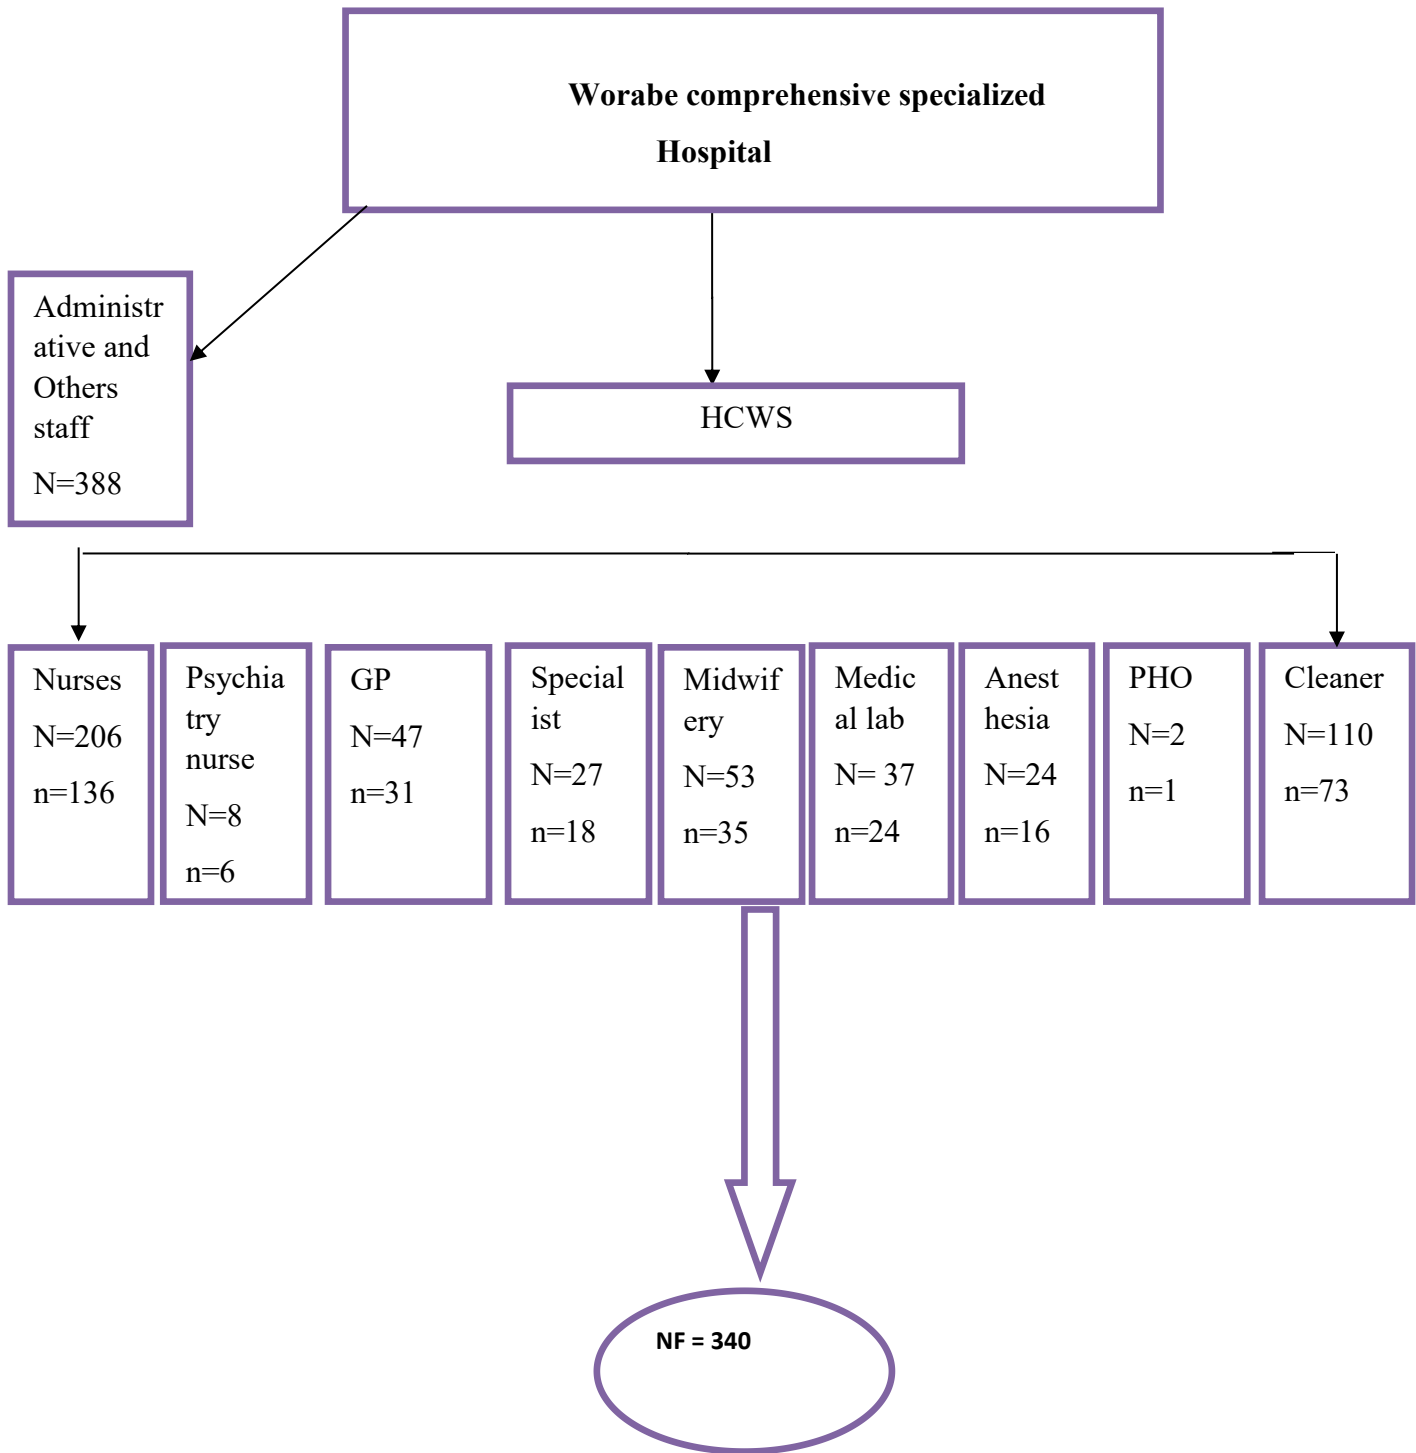 Worabe comprehensive specialized
Hospital
Administr
ative and
Others
staff
N=388
HCWS
Nurses
N=206
n=136
Psychia
try
nurse
N=8
n=6
GP
N=47
n=31
Special
ist
N=27
n=18
Midwif
ery
N=53
n=35
Medic
al lab
N= 37
n=24
Anest
hesia
N=24
n=16
PHO
N=2
n=1
Cleaner
N=110
n=73
NF = 340